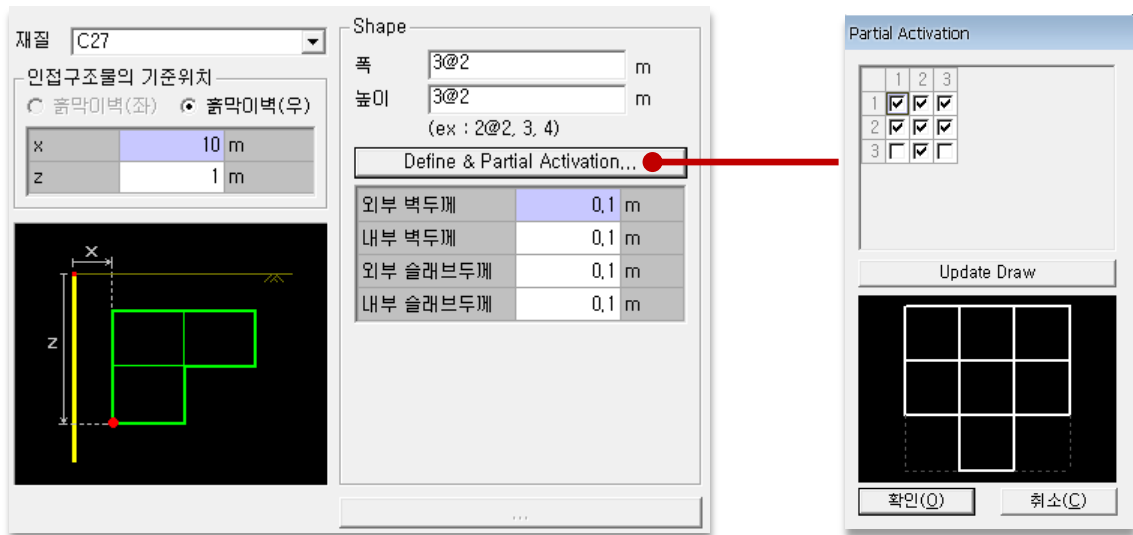 재질 C27
인접구조물의 기준위치
흙막이벽(좌) 흙막이벽(우)
x 10 m
z 1 m
X
Z
Shape
폭 3@2 m
높이 3@2 m
(ex : 2@2, 3, 4)
Define & Partial Activation...
외부 벽두께 0.1 m
내부 벽두께 0.1 m
외부 슬래브두께 0.1 m
내부 슬래브두께 0.1 m
...
Partial Activation
1 2 3
1
2
3
Update Draw
확인(O) 취소(C)